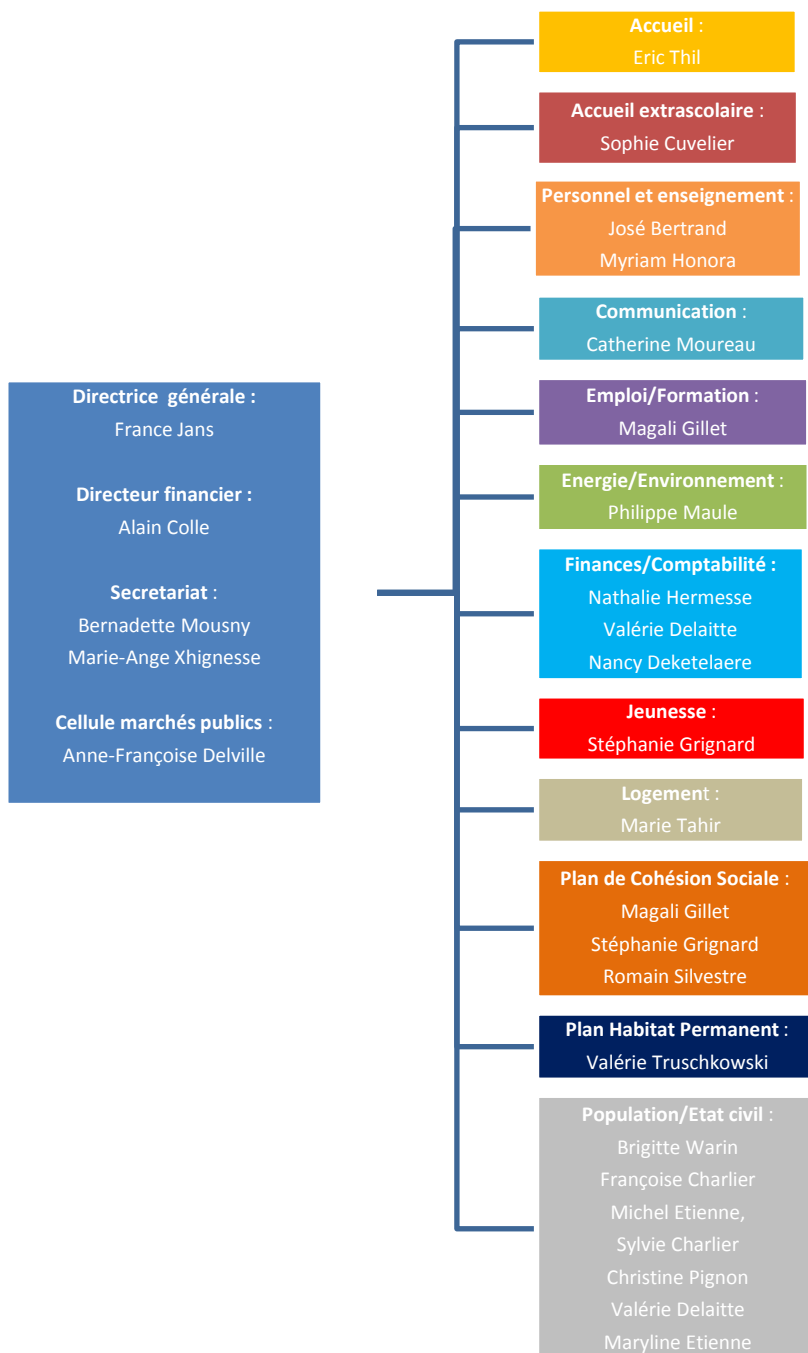 Directrice générale :
France Jans
Directeur financier :
Alain Colle
Secretariat :
Bernadette Mousny
Marie-Ange Xhignesse
Cellule marchés publics :
Anne-Françoise Delville
Accueil :
Eric Thil
Accueil extrascolaire :
Sophie Cuvelier
Personnel et enseignement :
José Bertrand
Myriam Honora
Communication :
Catherine Moureau
Emploi/Formation :
Magali Gillet
Energie/Environnement :
Philippe Maule
Finances/Comptabilité :
Nathalie Hermesse
Valérie Delaitte
Nancy Deketelaere
Jeunesse :
Stéphanie Grignard
Logement :
Marie Tahir
Plan de Cohésion Sociale :
Magali Gillet
Stéphanie Grignard
Romain Silvestre
Plan Habitat Permanent :
Valérie Truschkowski
Population/Etat civil :
Brigitte Warin
Françoise Charlier
Michel Etienne,
Sylvie Charlier
Christine Pignon
Valérie Delaitte
Maryline Etienne